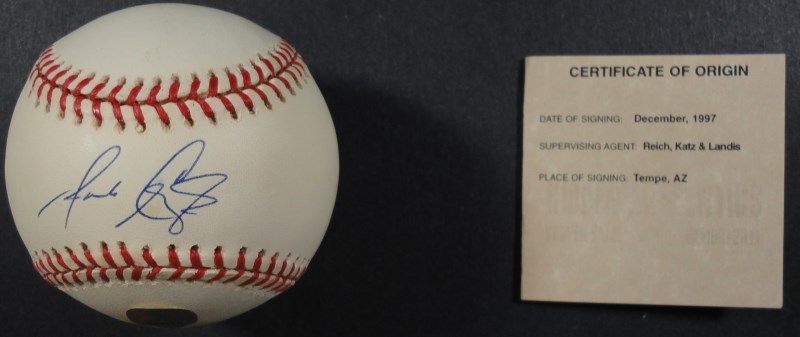 CERTIFICATE OF ORIGIN
DATE OF SIGNING: December, 1997
SUPERVISING AGENT: Reich, Katz & Landis
PLACE OF SIGNING: Tempe, AZ